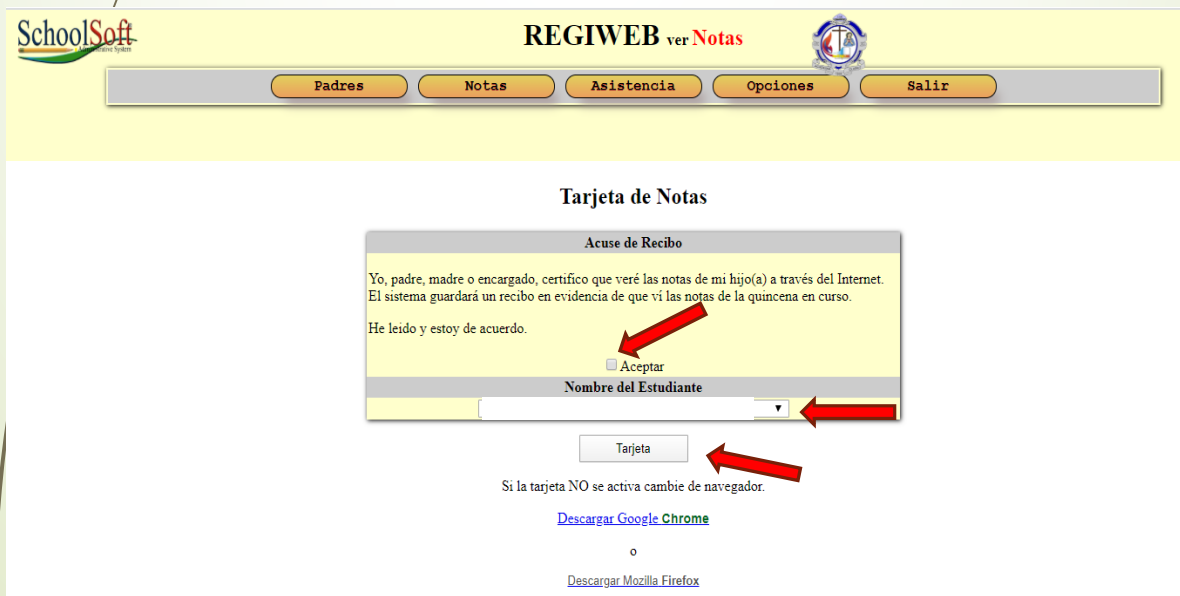 SchoolSoft
Administrative System
REGIWEB ver Notas
Padres Notas Asistencia Opciones Salir
Tarjeta de Notas
Acuse de Recibo
Yo, padre, madre o encargado, certifico que veré las notas de mi hijo(a) a través del Internet.
El sistema guardará un recibo en evidencia de que ví las notas de la quincena en curso.
He leido y estoy de acuerdo.
Aceptar
Nombre del Estudiante
Tarjeta
Si la tarjeta NO se activa cambie de navegador.
Descargar Google Chrome
o
Descargar Mozilla Firefox